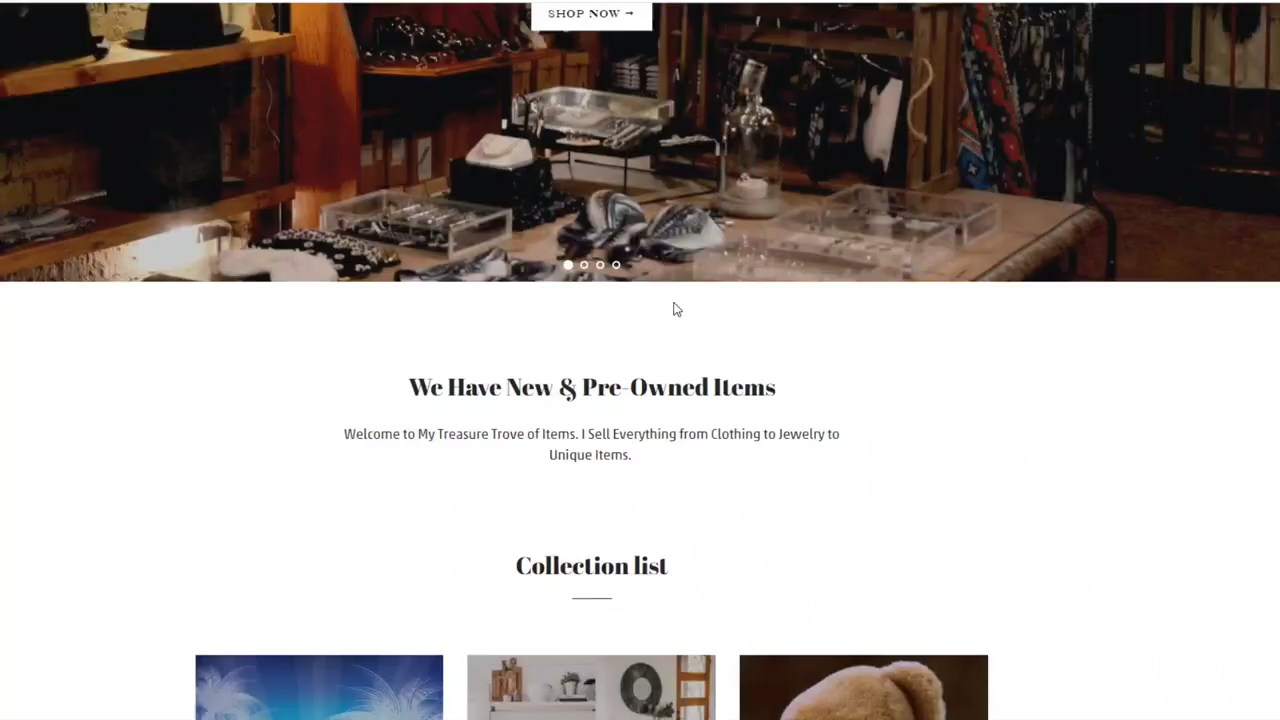 SHOP NOW →
We Have New & Pre-Owned Items
Welcome to My Treasure Trove of Items. I Sell Everything from Clothing to Jewelry to
Unique Items.
Collection list